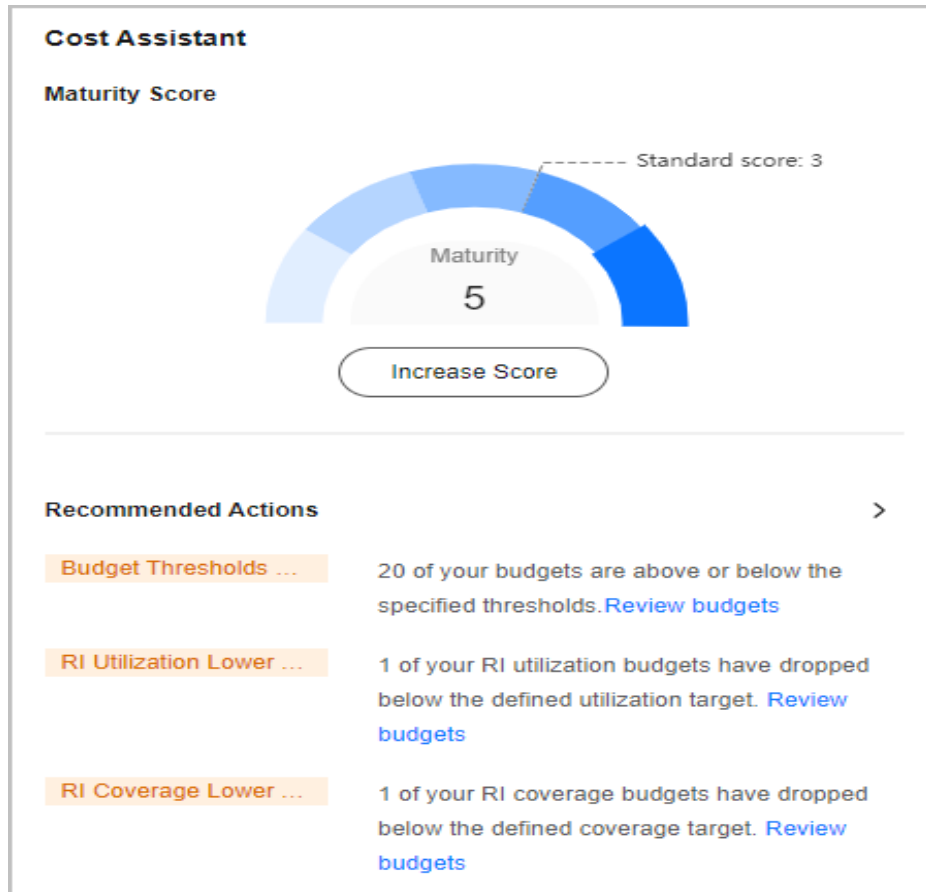 Cost Assistant
Maturity Score
Standard score: 3
Maturity
5
Increase Score
Recommended Actions
Budget Thresholds ...
20 of your budgets are above or below the
specified thresholds.Review budgets
RI Utilization Lower ...
1 of your RI utilization budgets have dropped
below the defined utilization target. Review
budgets
RI Coverage Lower ...
1 of your RI coverage budgets have dropped
below the defined coverage target. Review
budgets